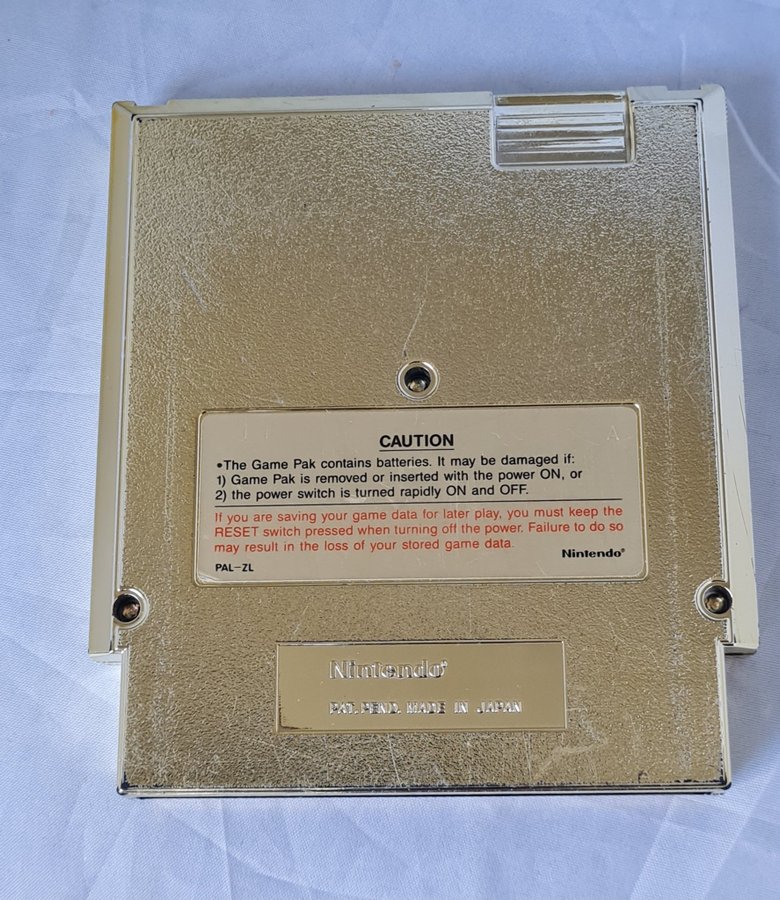 CAUTION
•The Game Pak contains batteries. It may be damaged if:
1) Game Pak is removed or inserted with the power ON, or
2) the power switch is turned rapidly ON and OFF.
If you are saving your game data for later play, you must keep the
RESET switch pressed when turning off the power. Failure to do so
may result in the loss of your stored game data.
Nintendo®
PAL-ZL
Nintendo®
PAT. PEND. MADE IN JAPAN